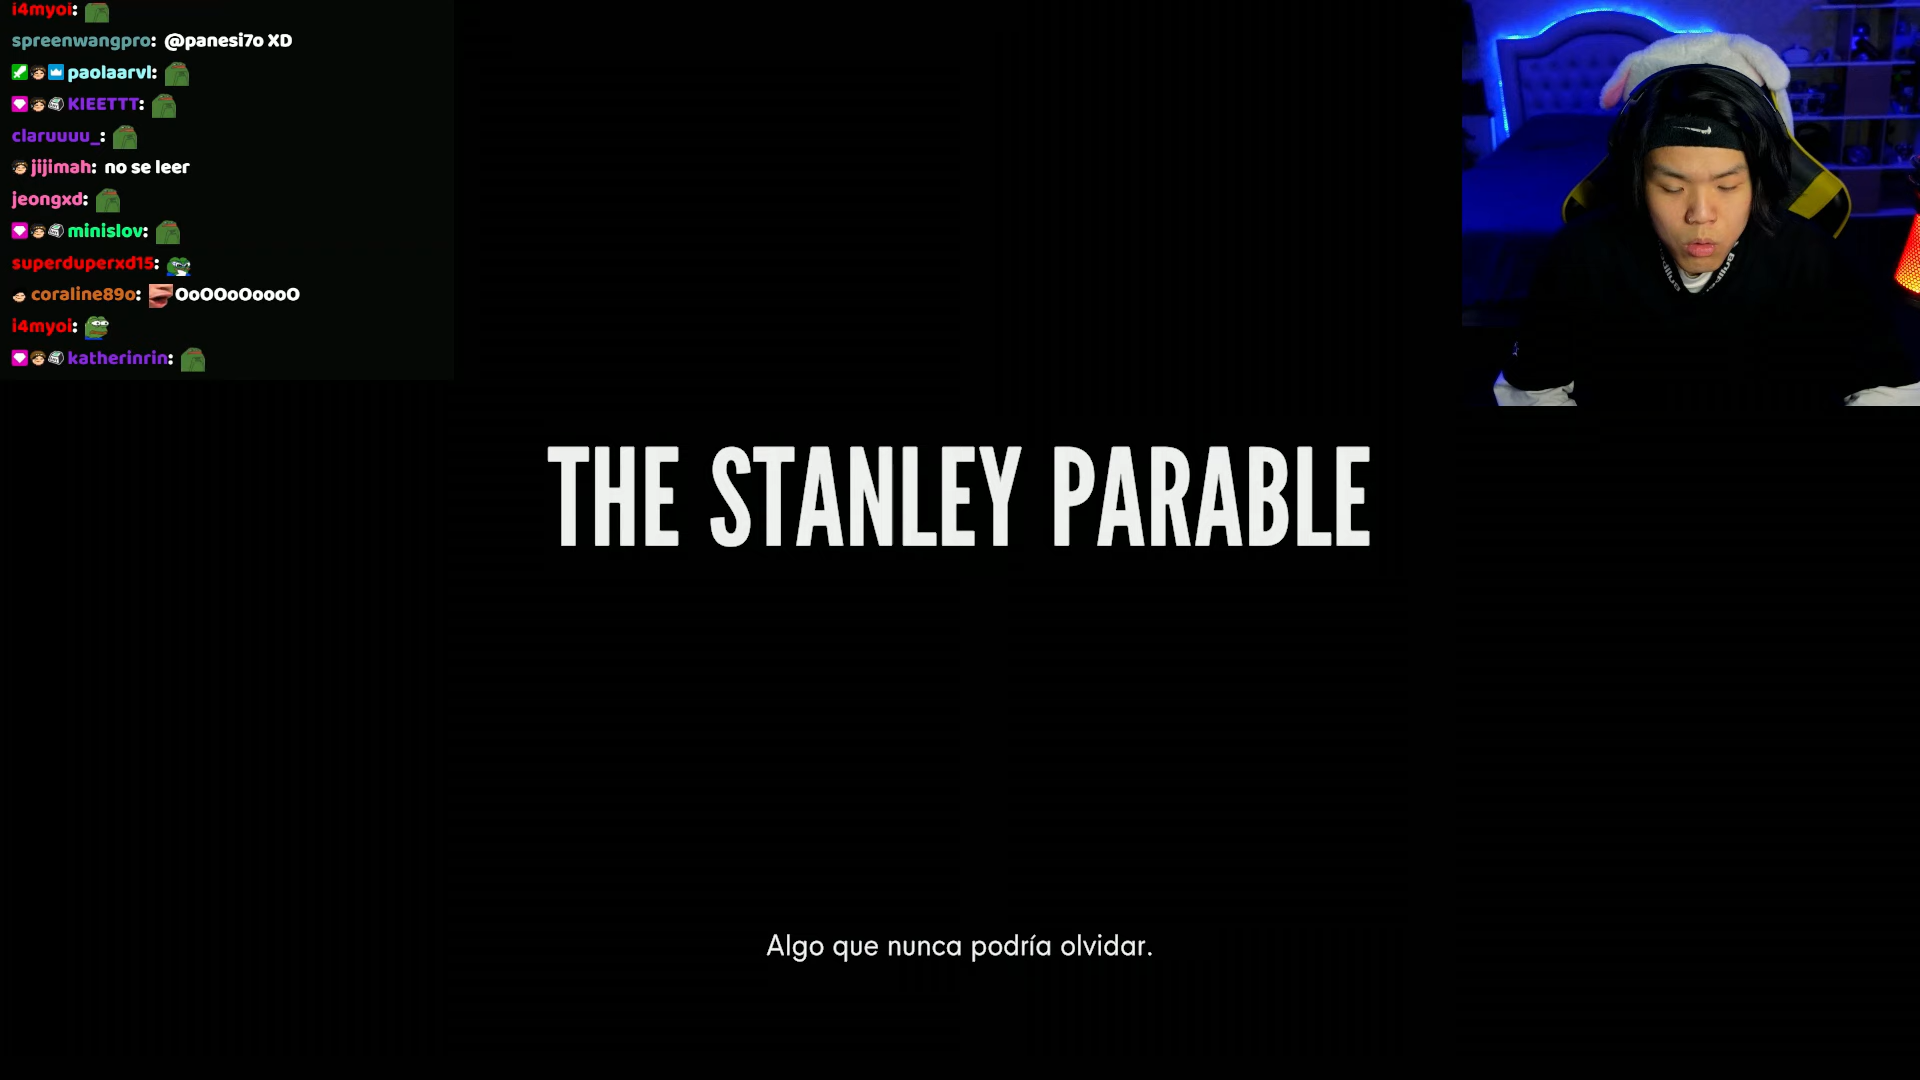 i4myoi:
spreenwangpro: @panesi7o XD
paolaarvl:
KIEETTT:
claruuuu_:
jijimah: no se leer
jeongxd:
minislov:
superduperxd15:
coraline89o: OoOOoOoooO
i4myoi:
katherinrin:
THE STANLEY PARABLE
Algo que nunca podría olvidar.